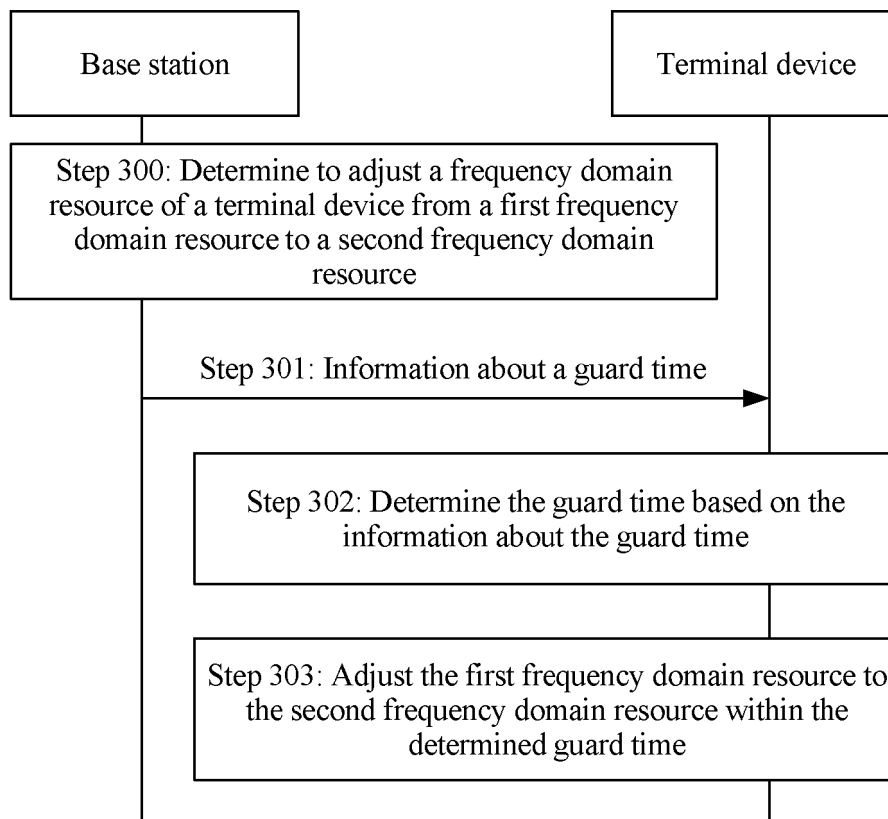 Base station
Terminal device
Step 300: Determine to adjust a frequency domain
resource of a terminal device from a first frequency
domain resource to a second frequency domain
resource
Step 301: Information about a guard time
Step 302: Determine the guard time based on the
information about the guard time
Step 303: Adjust the first frequency domain resource to
the second frequency domain resource within the
determined guard time